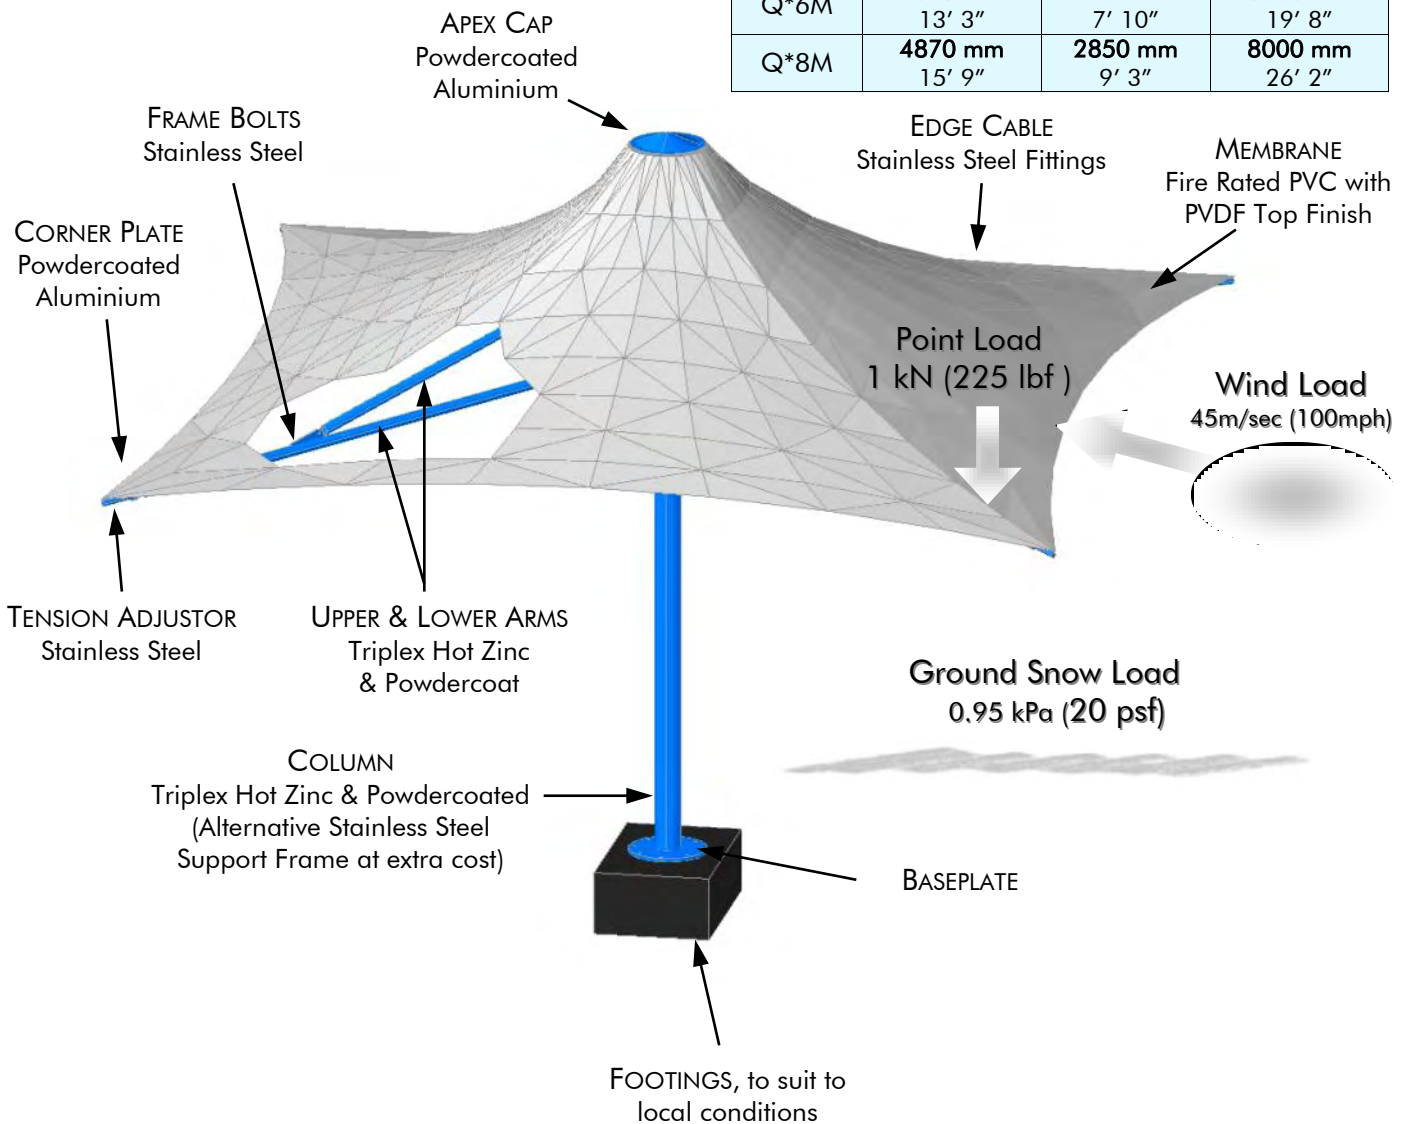 Q*6M
13’ 3” 7’ 10” 19’ 8”
Q*8M 4870 mm 2850 mm 8000 mm
15’ 9” 9’ 3” 26’ 2”
APEX CAP
Powdercoated
Aluminium
FRAME BOLTS
Stainless Steel
EDGE CABLE
Stainless Steel Fittings
MEMBRANE
Fire Rated PVC with
PVDF Top Finish
CORNER PLATE
Powdercoated
Aluminium
Point Load
1 kN (225 lbf )
Wind Load
45m/sec (100mph)
TENSION ADJUSTOR
Stainless Steel
UPPER & LOWER ARMS
Triplex Hot Zinc
& Powdercoat
Ground Snow Load
0.95 kPa (20 psf)
COLUMN
Triplex Hot Zinc & Powdercoated
(Alternative Stainless Steel
Support Frame at extra cost)
BASEPLATE
FOOTINGS, to suit to
local conditions